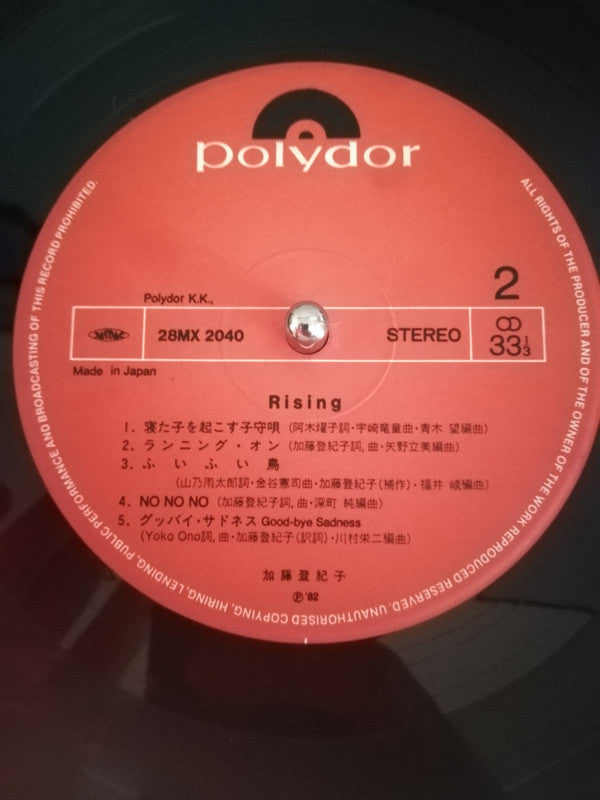 polydor
2
Polydor K.K.,
JASRAC
28MX 2040
STEREO
33 1/3
Made in Japan
Rising
1. 寝た子を起こす子守唄 (阿木燿子詞・宇崎竜童曲・青木 望編曲)
2. ランニング・オン (加藤登紀子詞, 曲・矢野立美編曲)
3. ふいふい鳥
(山乃雨太郎詞・金谷憲司曲・加藤登紀子(補作)・福井 崚編曲)
4. NO NO NO (加藤登紀子詞, 曲・深町 純編曲)
5. グッバイ・サドネス Good-bye Sadness
(Yoko Ono詞, 曲・加藤登紀子(訳詞)・川村栄二編曲)
加藤登紀子
Ⓟ '82
ALL RIGHTS OF THE PRODUCER AND OF THE OWNER OF THE WORK REPRODUCED RESERVED. UNAUTHORISED COPYING, HIRING, LENDING, PUBLIC PERFORMANCE AND BROADCASTING OF THIS RECORD PROHIBITED.